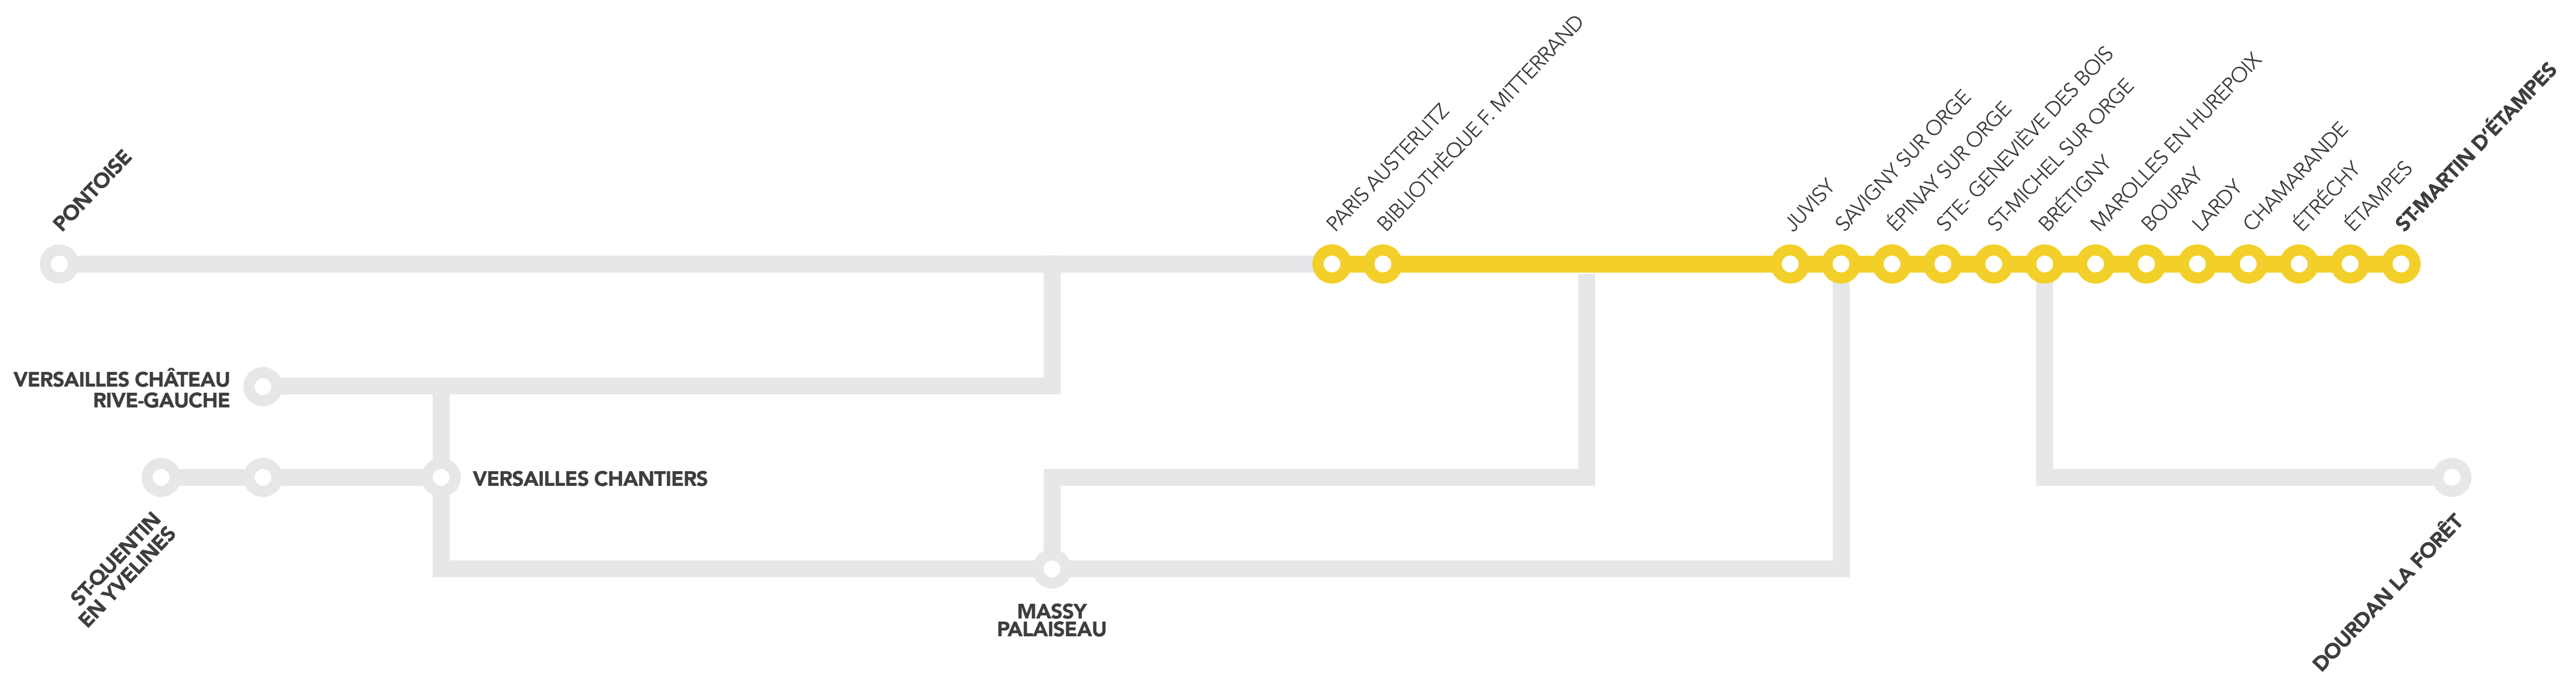 PONTOISE
PARIS AUSTERLITZ
BIBLIOTHÈQUE F. MITTERRAND
JUVISY
SAVIGNY SUR ORGE
ÉPINAY SUR ORGE
STE- GENEVIÈVE DES BOIS
ST-MICHEL SUR ORGE
BRÉTIGNY
MAROLLES EN HUREPOIX
BOURAY
LARDY
CHAMARANDE
ÉTRÉCHY
ÉTAMPES
ST-MARTIN D'ÉTAMPES
VERSAILLES CHÂTEAU
RIVE-GAUCHE
VERSAILLES CHANTIERS
ST-QUENTIN
EN YVELINES
MASSY
PALAISEAU
DOURDAN LA FORÊT